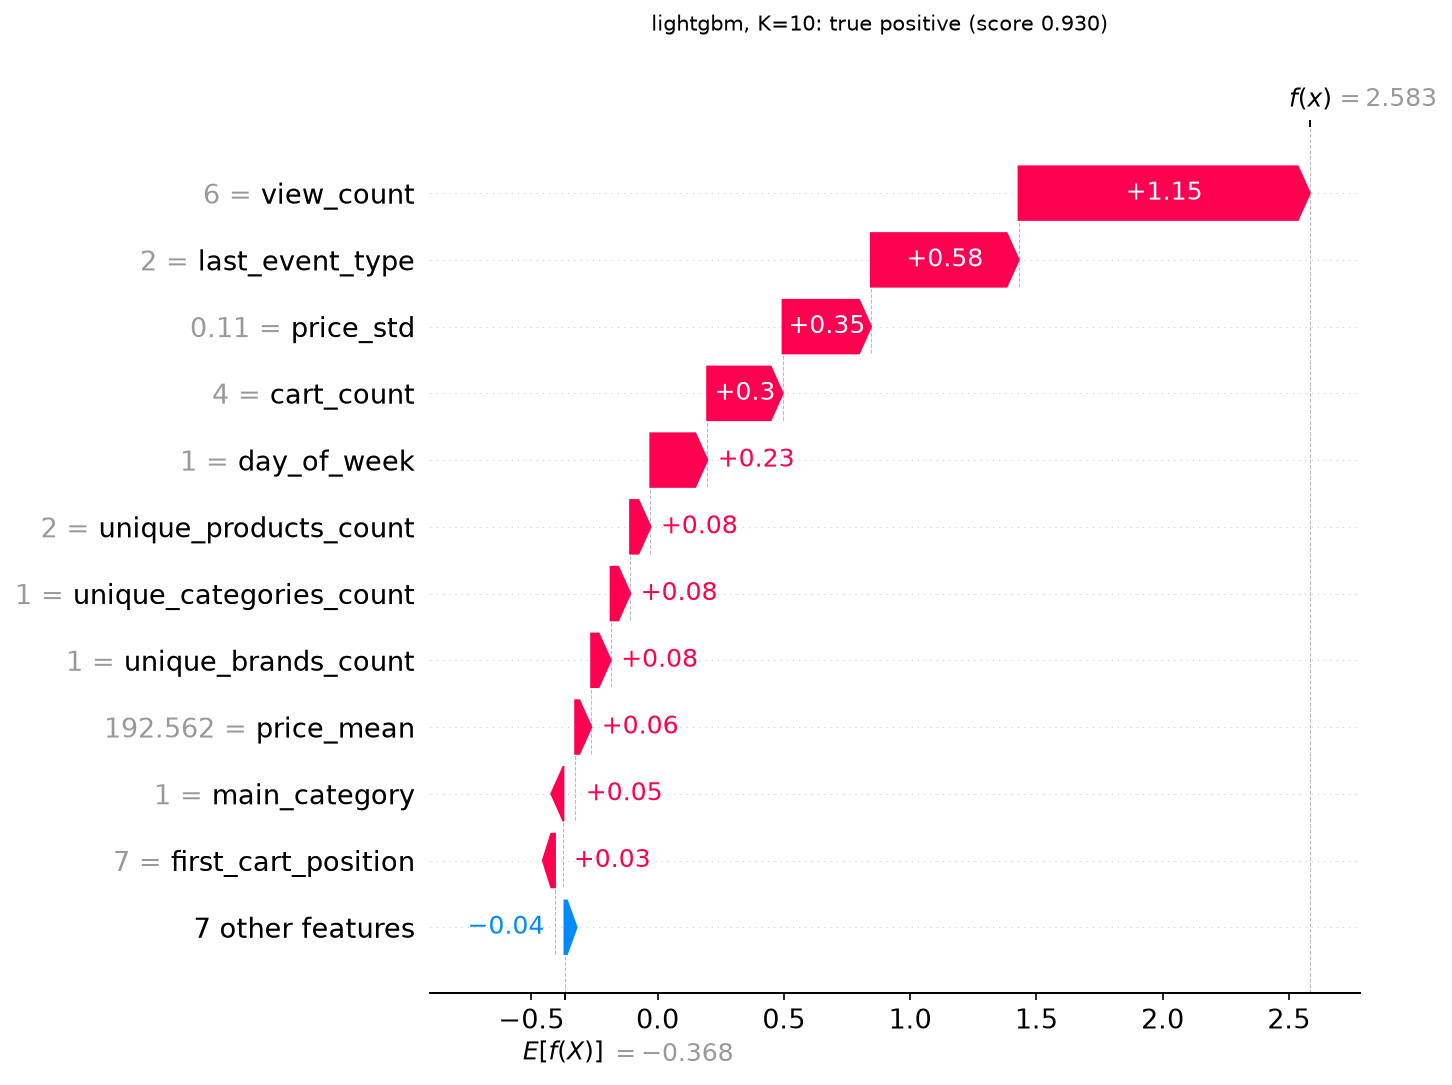 lightgbm, K=10: true positive (score 0.930)
f(x) = 2.583
6 = view_count +1.15
2 = last_event_type +0.58
0.11 = price_std +0.35
4 = cart_count +0.3
1 = day_of_week +0.23
2 = unique_products_count +0.08
1 = unique_categories_count +0.08
1 = unique_brands_count +0.08
192.562 = price_mean +0.06
1 = main_category +0.05
7 = first_cart_position +0.03
7 other features −0.04
−0.5 0.0 0.5 1.0 1.5 2.0 2.5
E[f(X)] = −0.368